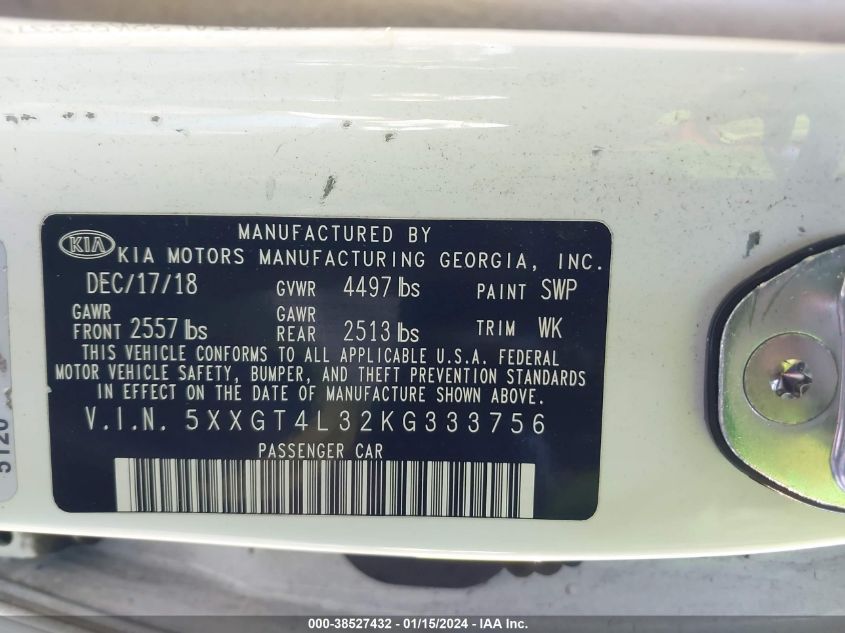 KIA
MANUFACTURED BY
KIA MOTORS MANUFACTURING GEORGIA, INC.
DEC/17/18 GVWR 4497 lbs PAINT SWP
GAWR FRONT 2557 lbs GAWR REAR 2513 lbs TRIM WK
THIS VEHICLE CONFORMS TO ALL APPLICABLE U.S.A. FEDERAL
MOTOR VEHICLE SAFETY, BUMPER, AND THEFT PREVENTION STANDARDS
IN EFFECT ON THE DATE OF MANUFACTURE SHOWN ABOVE.
V.I.N. 5XXGT4L32KG333756
PASSENGER CAR
5120
000-38527432 - 01/15/2024 - IAA Inc.